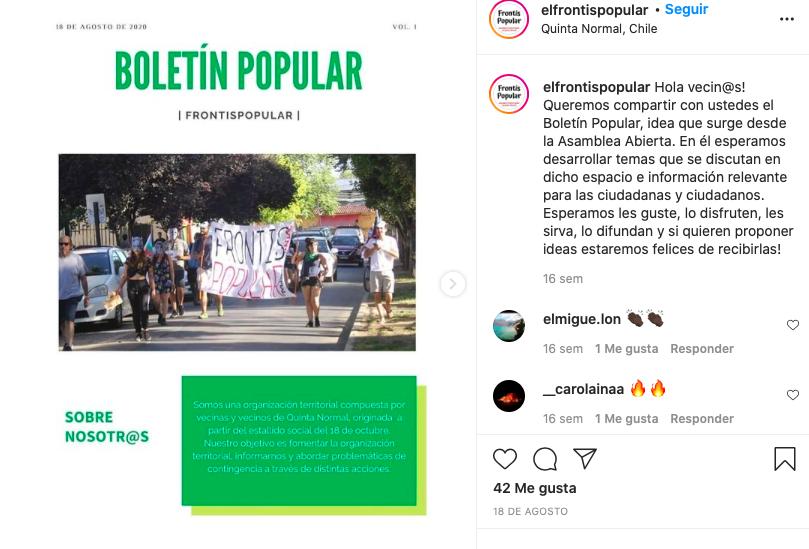 18 DE AGOSTO DE 2020
VOL. 1
BOLETÍN POPULAR
| FRONTISPOPULAR |
FRONTIS
POPULAR
SOBRE
NOSOTR@S
Somos una organización territorial compuesta por
vecinas y vecinos de Quinta Normal, originada a
partir del estallido social del 18 de octubre.
Nuestro objetivo es fomentar la organización
territorial, informarnos y abordar problemáticas de
contingencia a través de distintas acciones.
Frontis
Popular
elfrontispopular • Seguir
Quinta Normal, Chile
Frontis
Popular
elfrontispopular Hola vecin@s!
Queremos compartir con ustedes el
Boletín Popular, idea que surge desde
la Asamblea Abierta. En él esperamos
desarrollar temas que se discutan en
dicho espacio e información relevante
para las ciudadanas y ciudadanos.
Esperamos les guste, lo disfruten, les
sirva, lo difundan y si quieren proponer
ideas estaremos felices de recibirlas!
16 sem
elmigue.lon 👏🏿👏🏿
16 sem 1 Me gusta Responder
__carolainaa 🔥🔥
16 sem 1 Me gusta Responder
42 Me gusta
18 DE AGOSTO